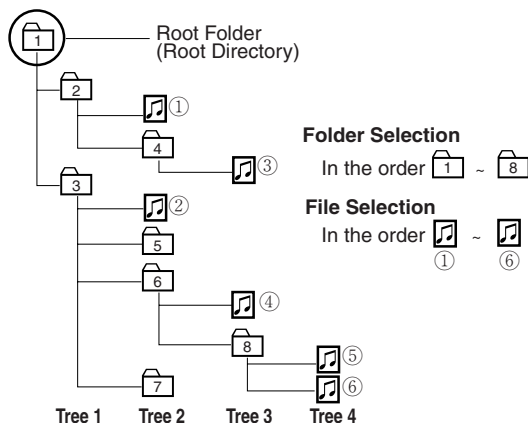 1
Root Folder
(Root Directory)
2
①
4
③
3
②
5
6
④
8
⑤
⑥
7
Tree 1 Tree 2 Tree 3 Tree 4
Folder Selection
In the order 1 ~ 8
File Selection
In the order ~
① ⑥